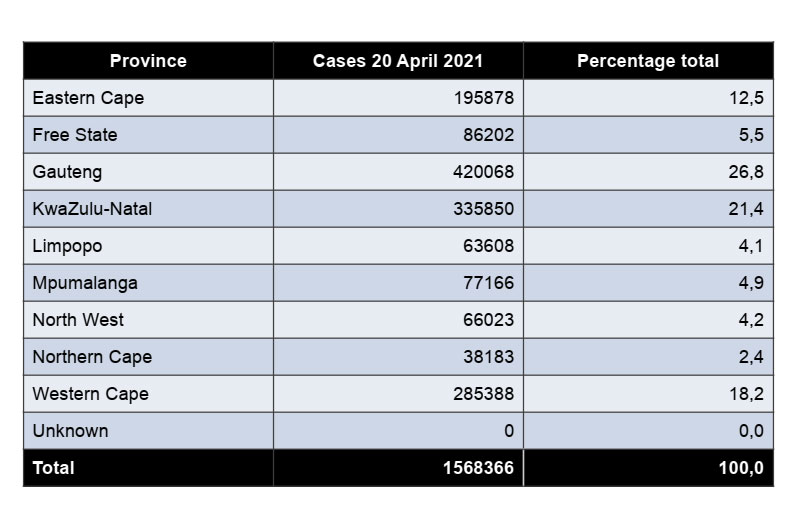 Province Cases 20 April 2021 Percentage total
Eastern Cape 195878 12,5
Free State 86202 5,5
Gauteng 420068 26,8
KwaZulu-Natal 335850 21,4
Limpopo 63608 4,1
Mpumalanga 77166 4,9
North West 66023 4,2
Northern Cape 38183 2,4
Western Cape 285388 18,2
Unknown 0 0,0
Total 1568366 100,0